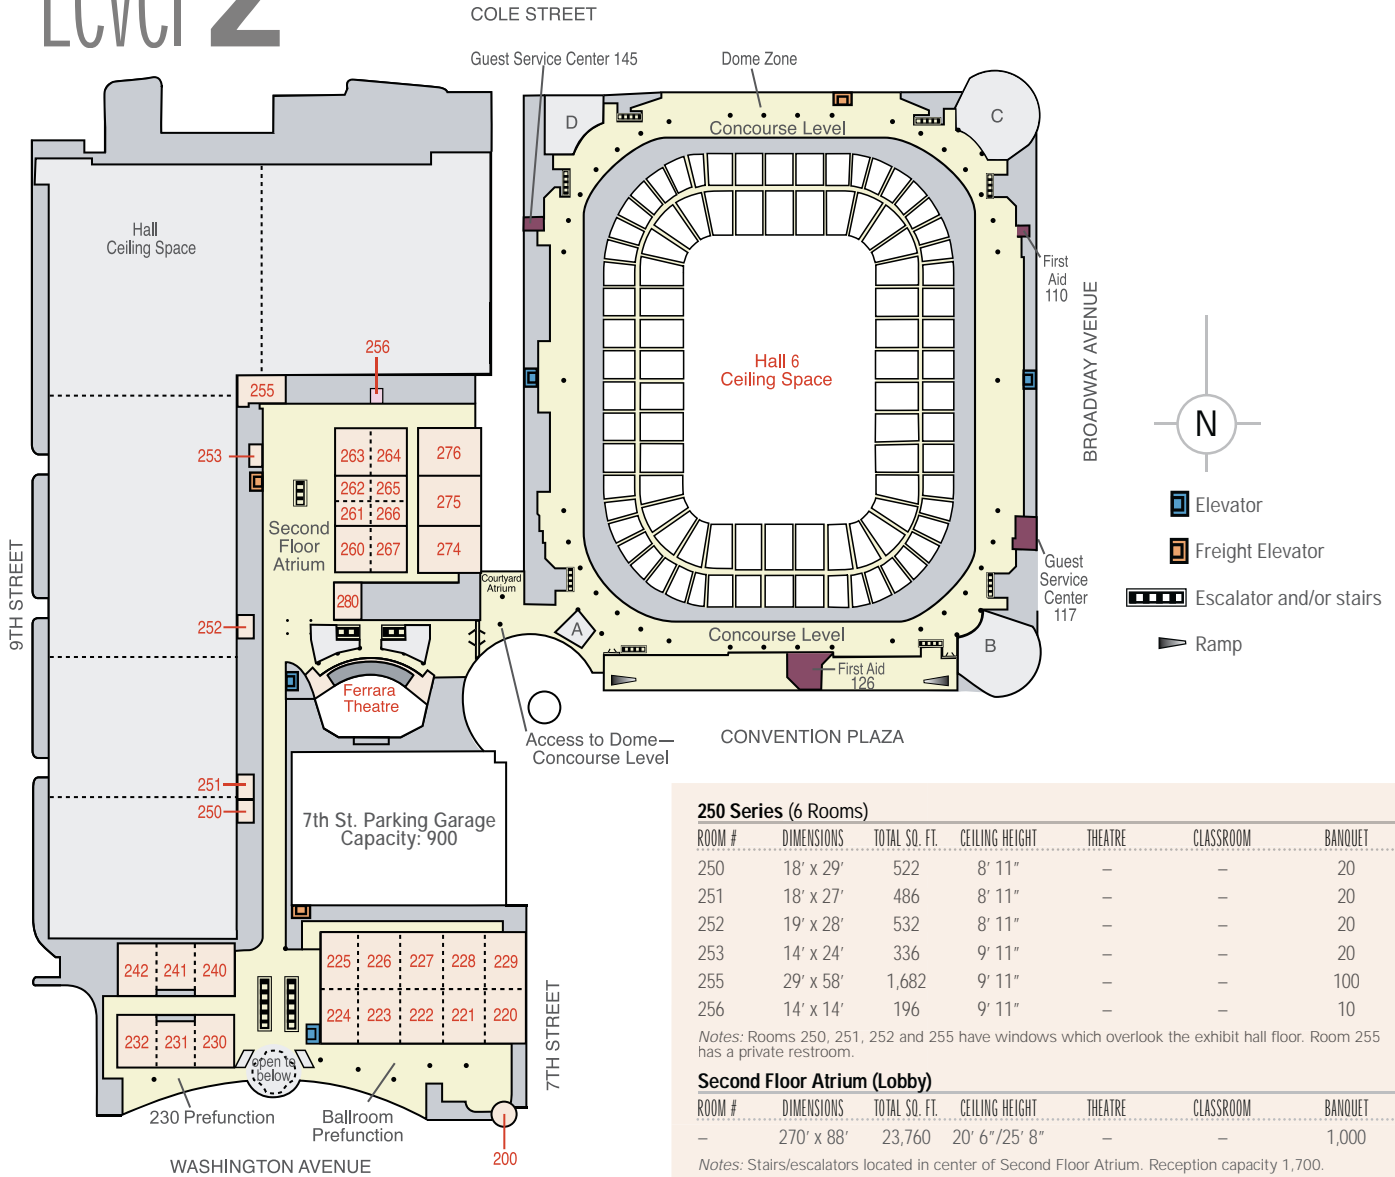 Level 2
COLE STREET
Guest Service Center 145
Dome Zone
D
C
Concourse Level
Hall
Ceiling Space
First
Aid
110
BROADWAY AVENUE
256
255
Hall 6
Ceiling Space
N
253
263 264
276
262 265
275
261 266
Second
Floor
Atrium
260 267
274
Elevator
Freight Elevator
Escalator and/or stairs
Ramp
9TH STREET
Courtyard
Atrium
280
252
A
Concourse Level
B
Guest
Service
Center
117
First Aid
126
Ferrara
Theatre
Access to Dome—
Concourse Level
CONVENTION PLAZA
251
250
7th St. Parking Garage
Capacity: 900
242 241 240
225 226 227 228 229
224 223 222 221 220
232 231 230
open to
below
7TH STREET
230 Prefunction
Ballroom
Prefunction
200
WASHINGTON AVENUE
250 Series (6 Rooms)
ROOM # DIMENSIONS TOTAL SQ. FT. CEILING HEIGHT THEATRE CLASSROOM BANQUET
250 18' x 29' 522 8' 11" – – 20
251 18' x 27' 486 8' 11" – – 20
252 19' x 28' 532 8' 11" – – 20
253 14' x 24' 336 9' 11" – – 20
255 29' x 58' 1,682 9' 11" – – 100
256 14' x 14' 196 9' 11" – – 10
Notes: Rooms 250, 251, 252 and 255 have windows which overlook the exhibit hall floor. Room 255
has a private restroom.
Second Floor Atrium (Lobby)
ROOM # DIMENSIONS TOTAL SQ. FT. CEILING HEIGHT THEATRE CLASSROOM BANQUET
– 270' x 88' 23,760 20' 6"/25' 8" – – 1,000
Notes: Stairs/escalators located in center of Second Floor Atrium. Reception capacity 1,700.